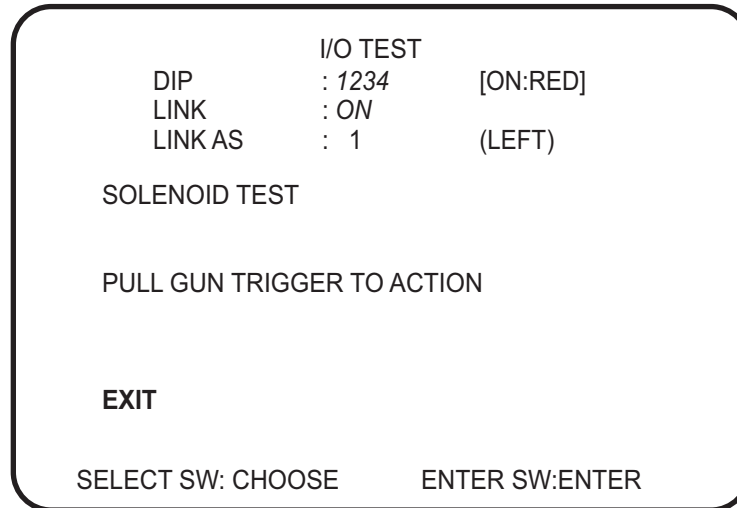 I/O TEST
DIP : 1234 [ON:RED]
LINK : ON
LINK AS : 1 (LEFT)
SOLENOID TEST
PULL GUN TRIGGER TO ACTION
EXIT
SELECT SW: CHOOSE ENTER SW:ENTER